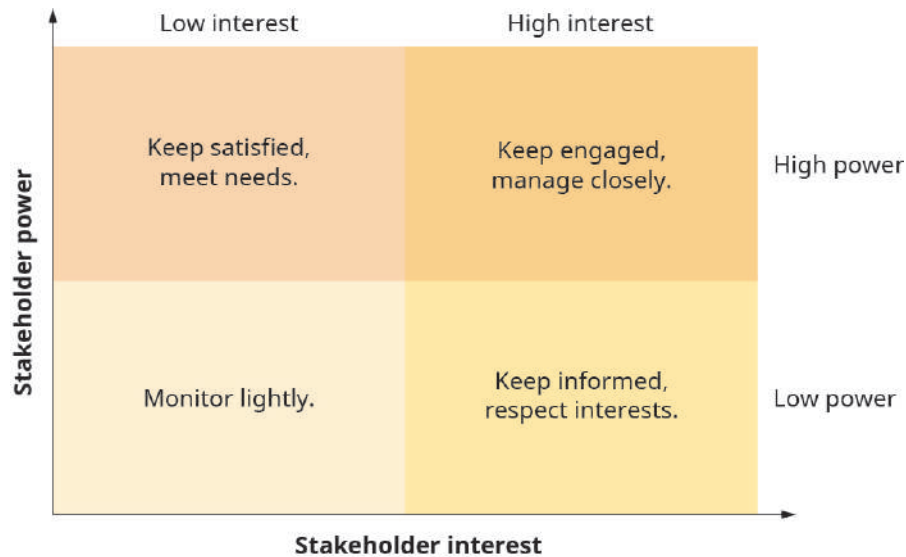 Low interest
High interest
Keep satisfied,
meet needs.
Keep engaged,
manage closely.
High power
Stakeholder power
Monitor lightly.
Keep informed,
respect interests.
Low power
Stakeholder interest